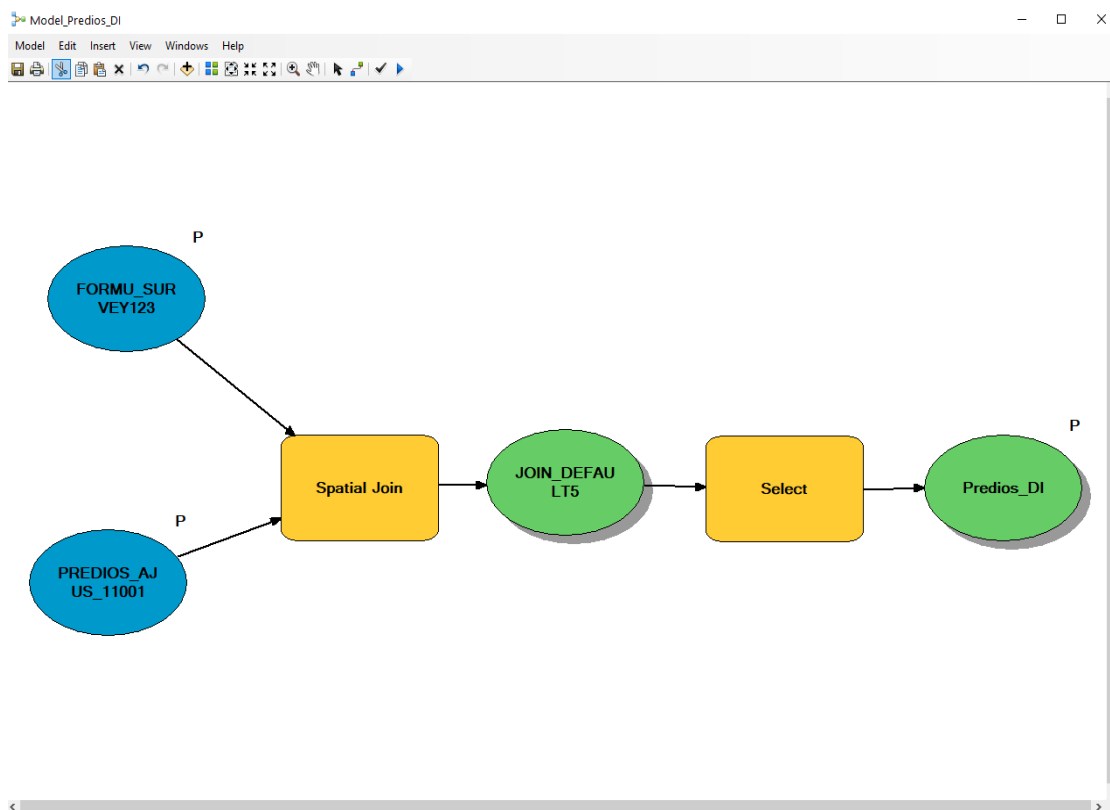 Model_Predios_DI
Model Edit Insert View Windows Help
P
FORMU_SUR
VEY123
P
PREDIOS_AJ
US_11001
Spatial Join
JOIN_DEFAU
LT5
Select
P
Predios_DI